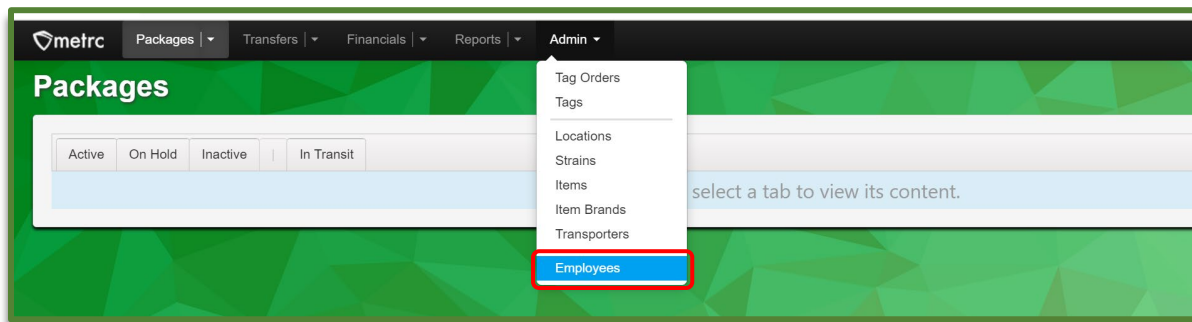 metrc Packages | Transfers | Financials | Reports | Admin
Packages
Tag Orders
Tags
Locations
Strains
Items
Item Brands
Transporters
Employees
Active On Hold Inactive | In Transit
select a tab to view its content.